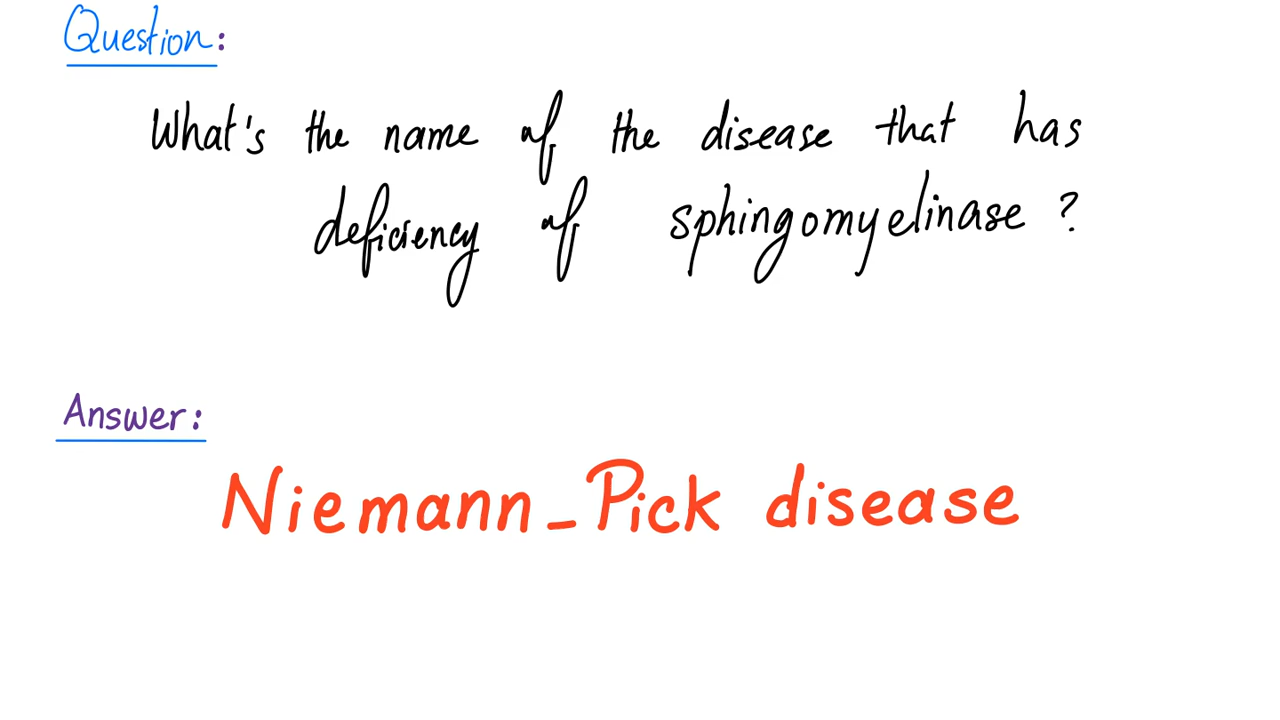 Question:
What's the name of the disease that has
deficiency of sphingomyelinase ?
Answer:
Niemann_Pick disease